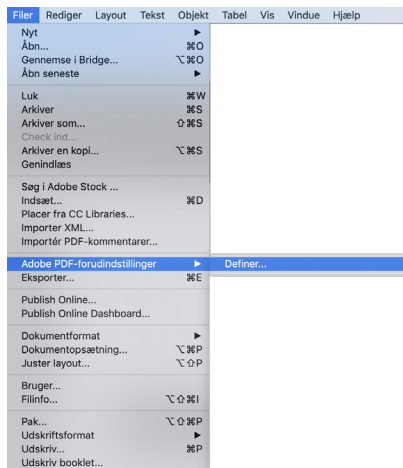 Filer Rediger Layout Tekst Objekt Tabel Vis Vindue Hjælp
Nyt ▶
Åbn... ⌘O
Gennemse i Bridge... ⌥⌘O
Åbn seneste ▶
Luk ⌘W
Arkiver ⌘S
Arkiver som... ⇧⌘S
Check ind...
Arkiver en kopi... ⌥⌘S
Genindlæs
Søg i Adobe Stock ...
Indsæt... ⌘D
Placer fra CC Libraries...
Importer XML...
Importér PDF-kommentarer...
Adobe PDF-forudindstillinger ▶ Definer...
Eksporter... ⌘E
Publish Online...
Publish Online Dashboard...
Dokumentformat ▶
Dokumentopsætning... ⌥⌘P
Juster layout... ⌥⇧P
Bruger...
Filinfo... ⌥⇧⌘I
Pak... ⌥⇧⌘P
Udskriftsformat ▶
Udskriv... ⌘P
Udskriv booklet...